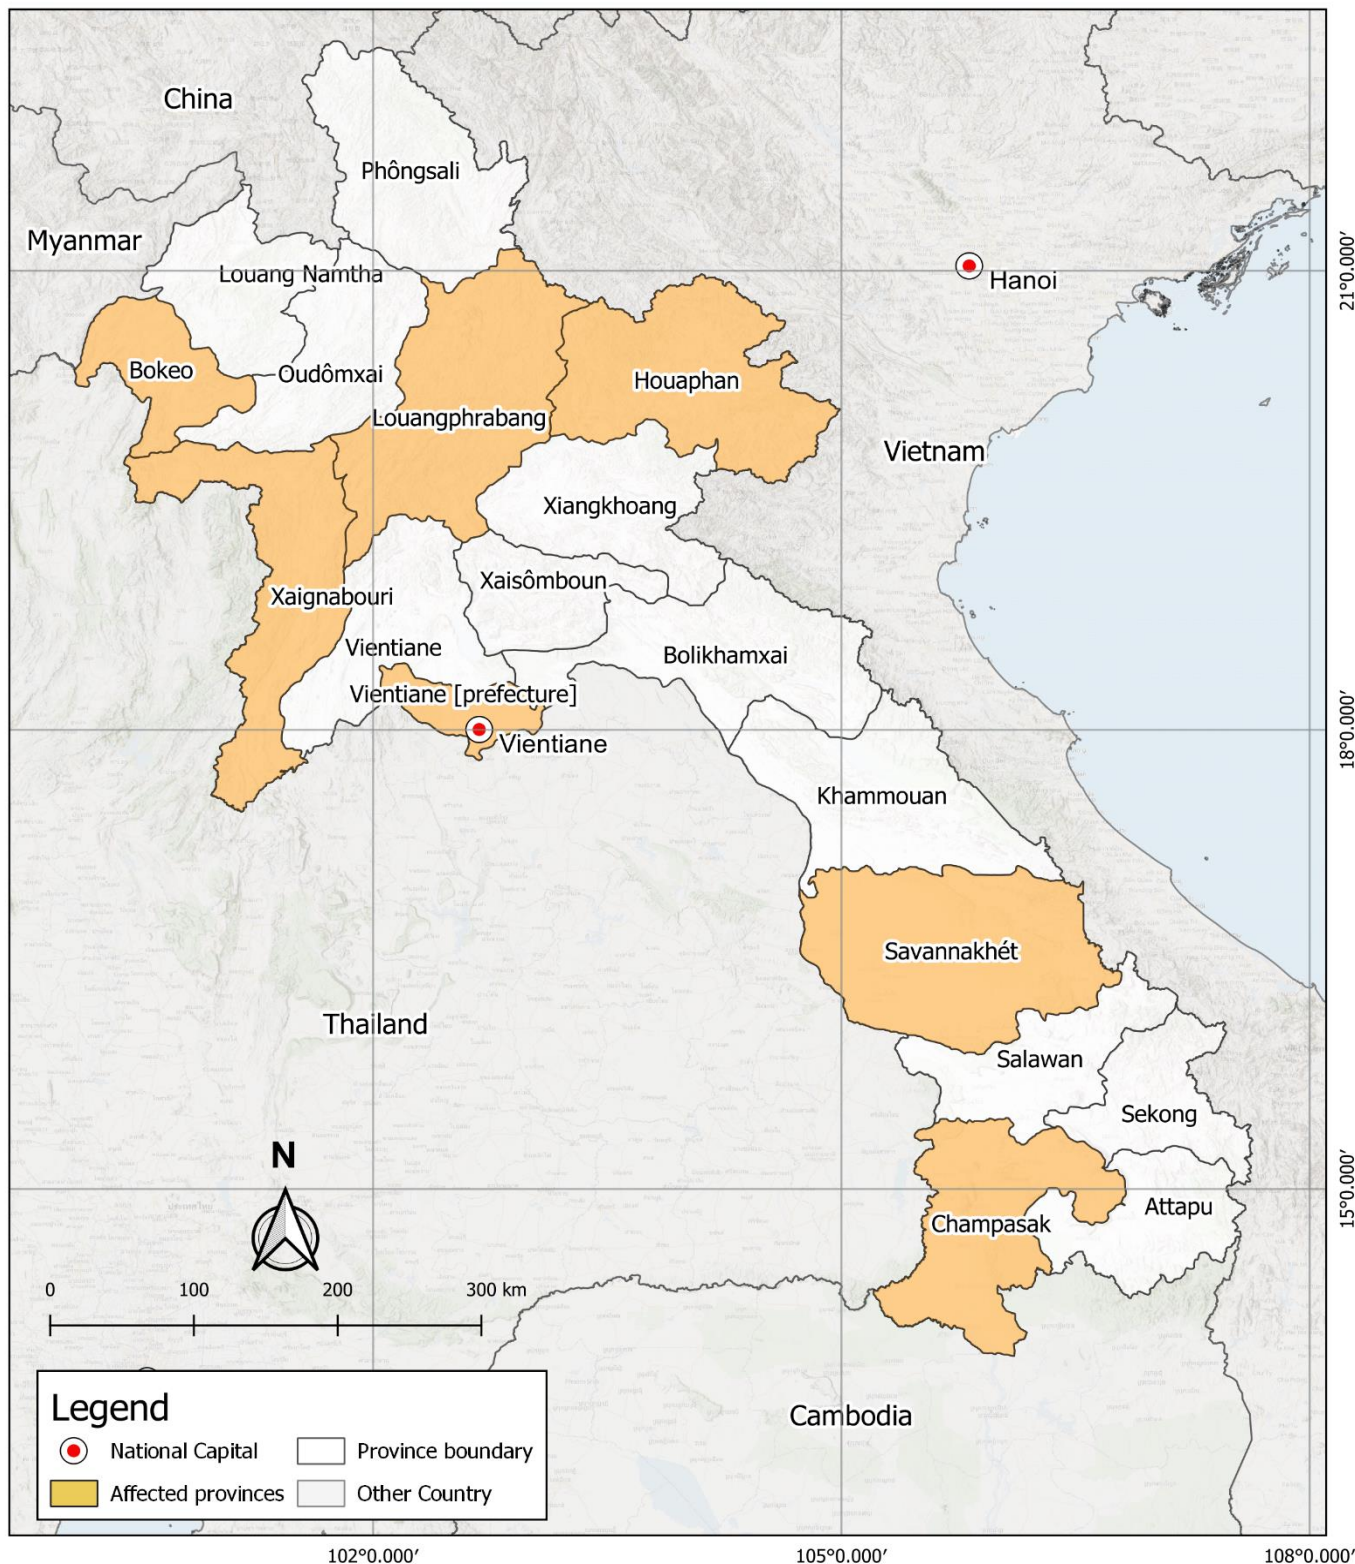 China
Phôngsali
Myanmar
Louang Namtha
Hanoi
21°0.000′
Bokeo
Oudômxai
Houaphan
Louangphrabang
Vietnam
Xiangkhoang
Xaisômboun
Xaignabouri
Vientiane
Bolikhamxai
Vientiane [prefecture]
Vientiane
18°0.000′
Khammouan
Savannakhét
Thailand
Salawan
Sekong
N
15°0.000′
Attapu
Champasak
0 100 200 300 km
Cambodia
Legend
National Capital Province boundary
Affected provinces Other Country
102°0.000′ 105°0.000′ 108°0.000′